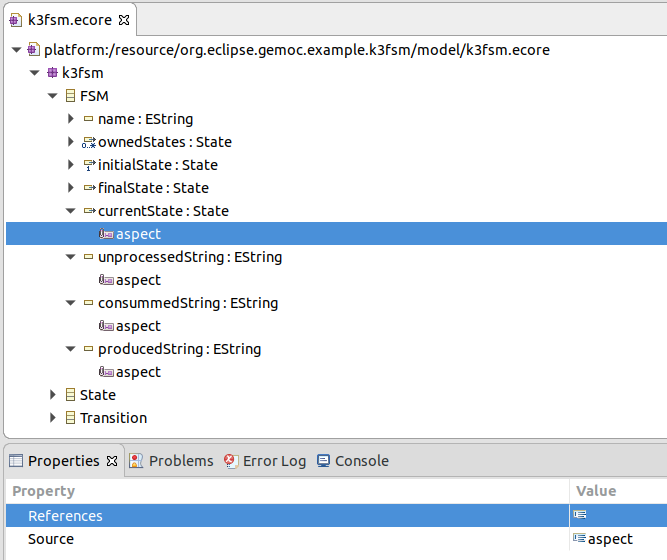 k3fsm.ecore
platform:/resource/org.eclipse.gemoc.example.k3fsm/model/k3fsm.ecore
k3fsm
FSM
name : EString
0..* ownedStates : State
1 initialState : State
finalState : State
currentState : State
aspect
unprocessedString : EString
aspect
consummedString : EString
aspect
producedString : EString
aspect
State
Transition
Properties Problems Error Log Console
Property Value
References
Source aspect